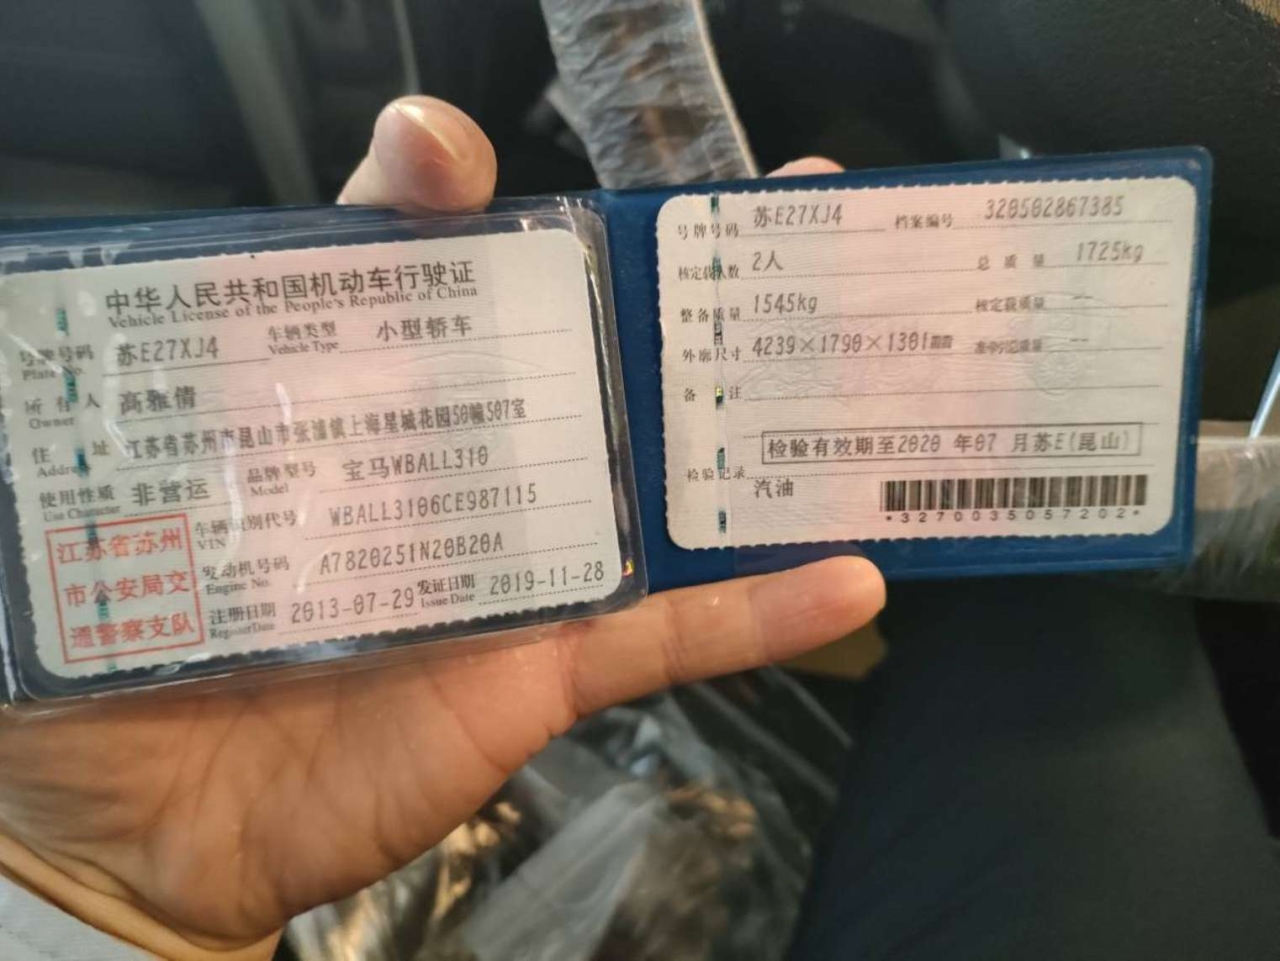 中华人民共和国机动车行驶证
Vehicle License of the People's Republic of China
号牌号码 苏E27XJ4 车辆类型 小型轿车
Plate No. Vehicle Type
所有人 高雅倩
Owner
住址 江苏省苏州市昆山市张浦镇上海星城花园50幢507室
Address
使用性质 非营运 品牌型号 宝马WBALL310
Use Character Model
江苏省苏州
市公安局交
通警察支队
车辆识别代号 WBALL3106CE987115
VIN
发动机号码 A7820251N20B20A
Engine No.
注册日期 2013-07-29 发证日期 2019-11-28
Register Date Issue Date
号牌号码 苏E27XJ4 档案编号 320502867385
核定载人数 2人 总质量 1725kg
整备质量 1545kg 核定载质量 --
外廓尺寸 4239×1790×1301 准牵引总质量 --
备注
检验有效期至2020 年07 月苏E(昆山)
检验记录
汽油
*3270035057202*